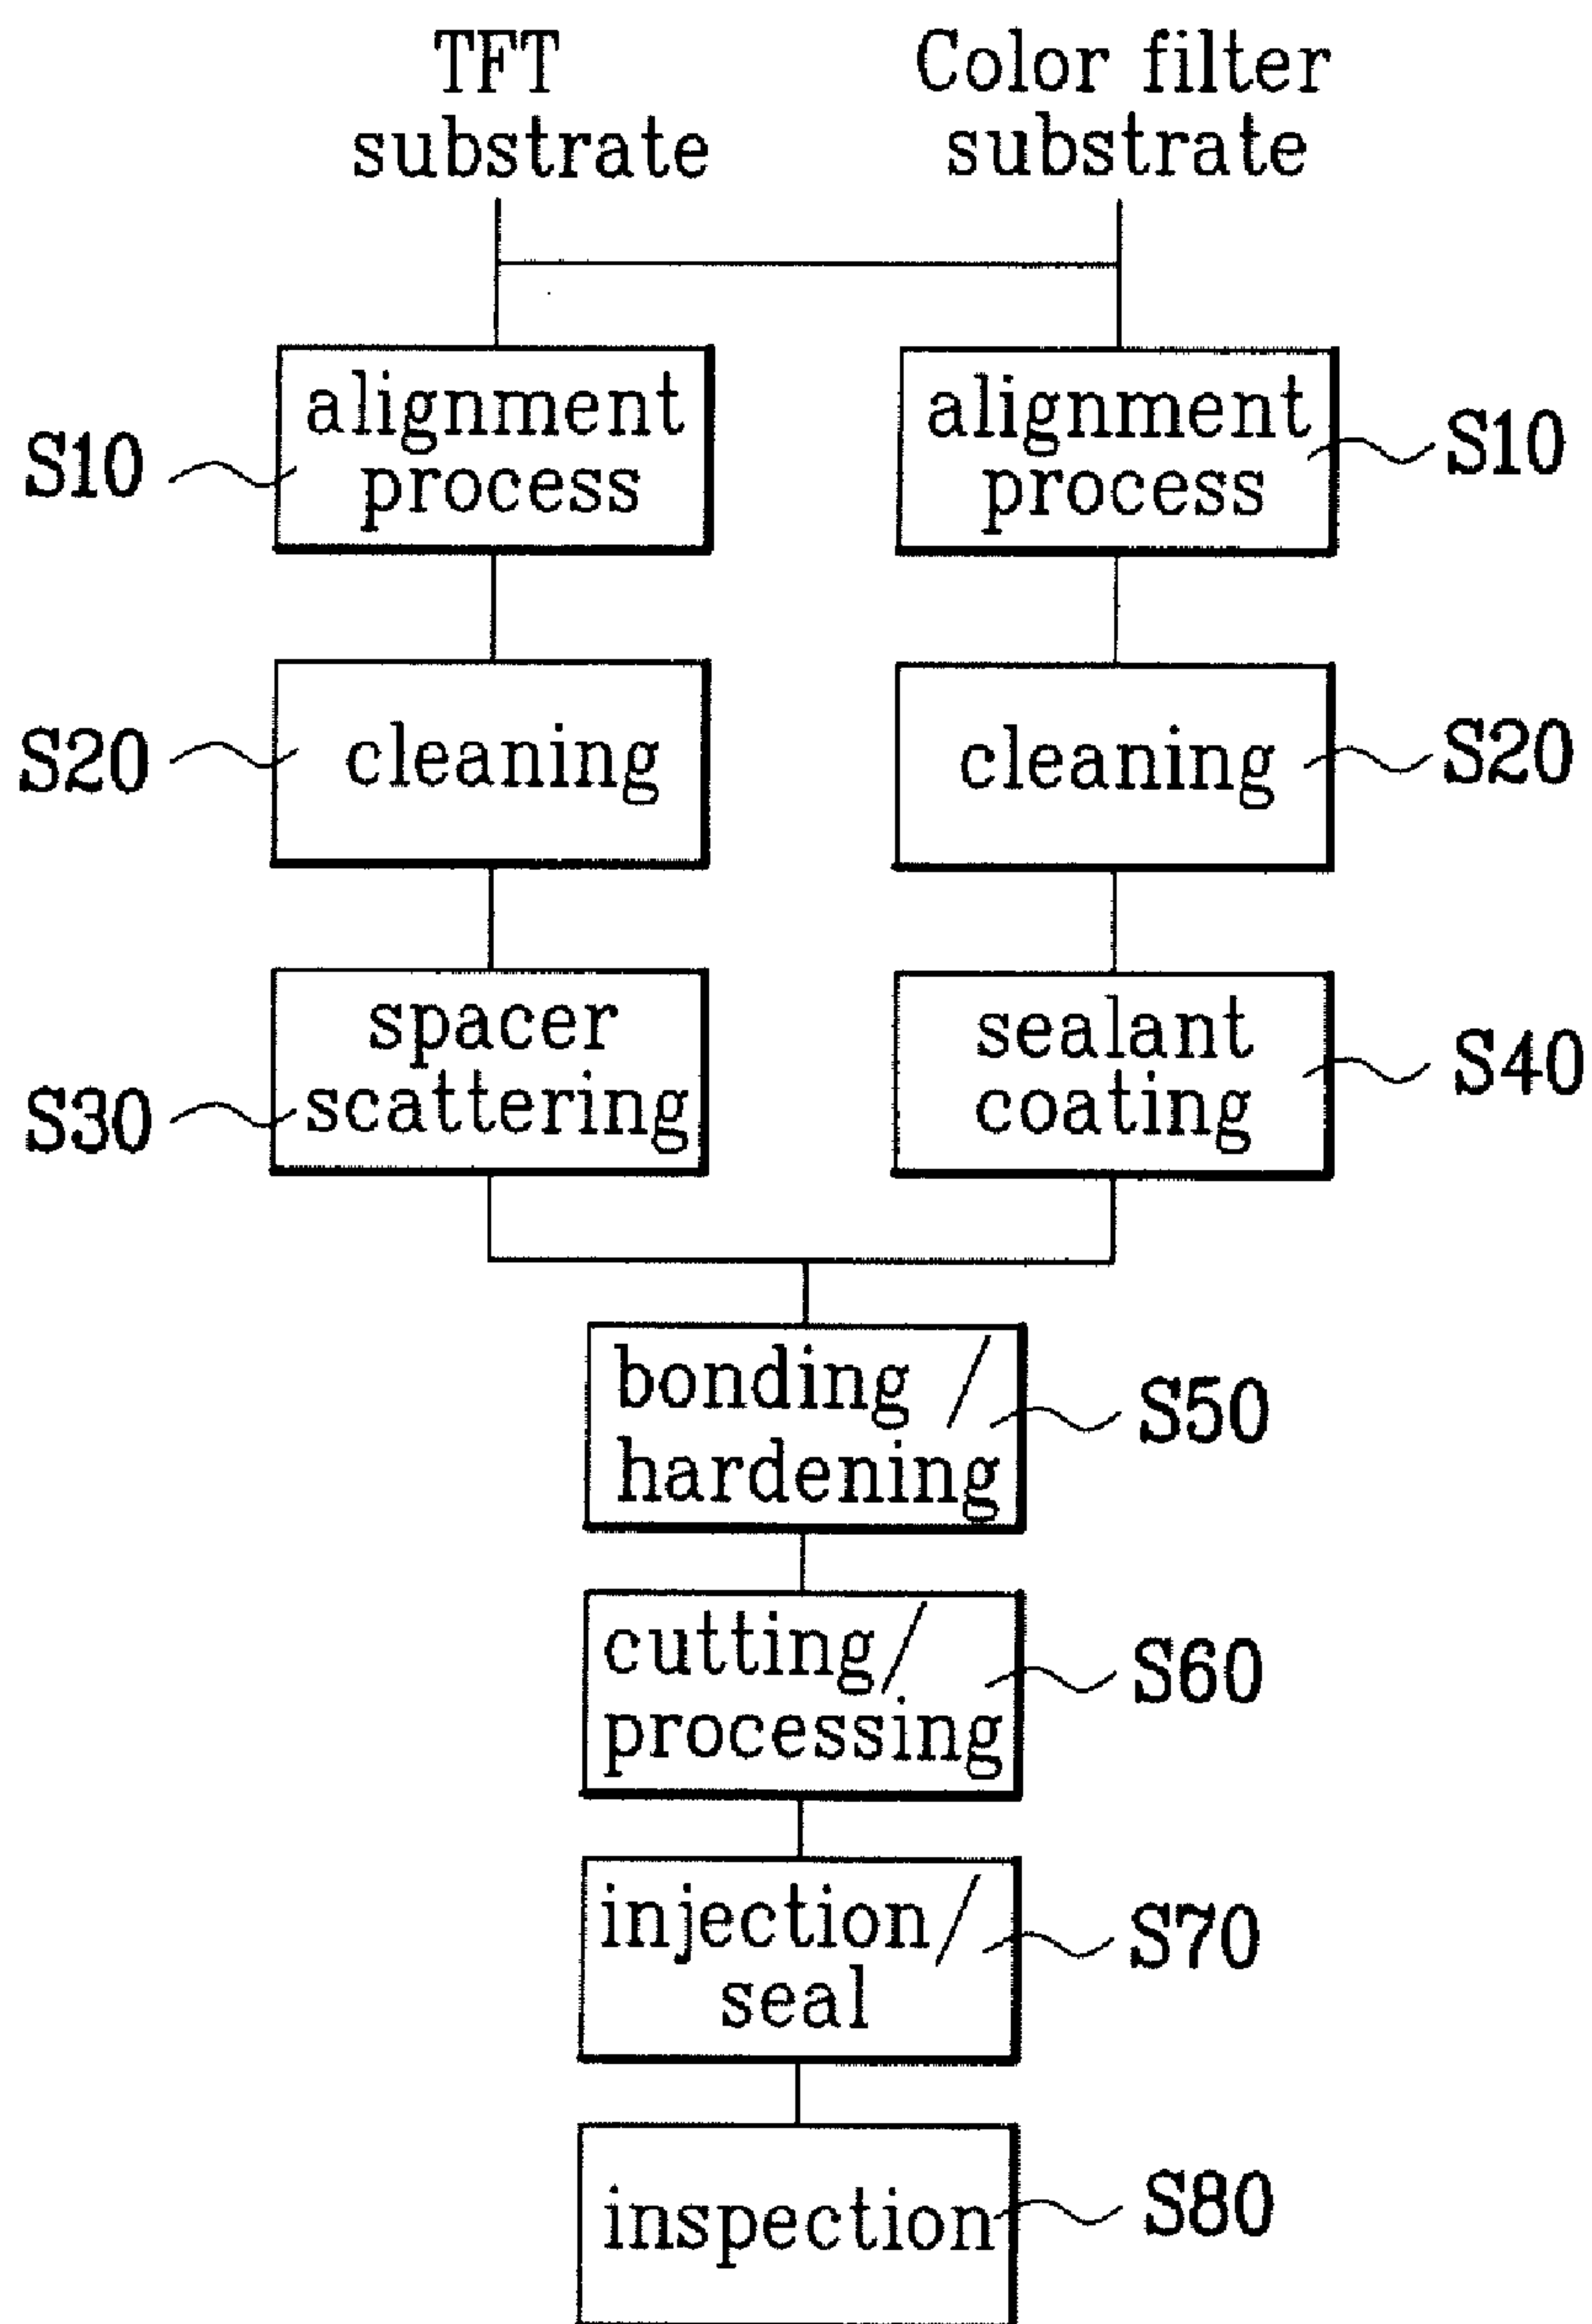 TFT
substrate
Color filter
substrate
S10
alignment
process
alignment
process
S10
S20
cleaning
cleaning
S20
S30
spacer
scattering
sealant
coating
S40
bonding /
hardening
S50
cutting/
processing
S60
injection/
seal
S70
inspection
S80